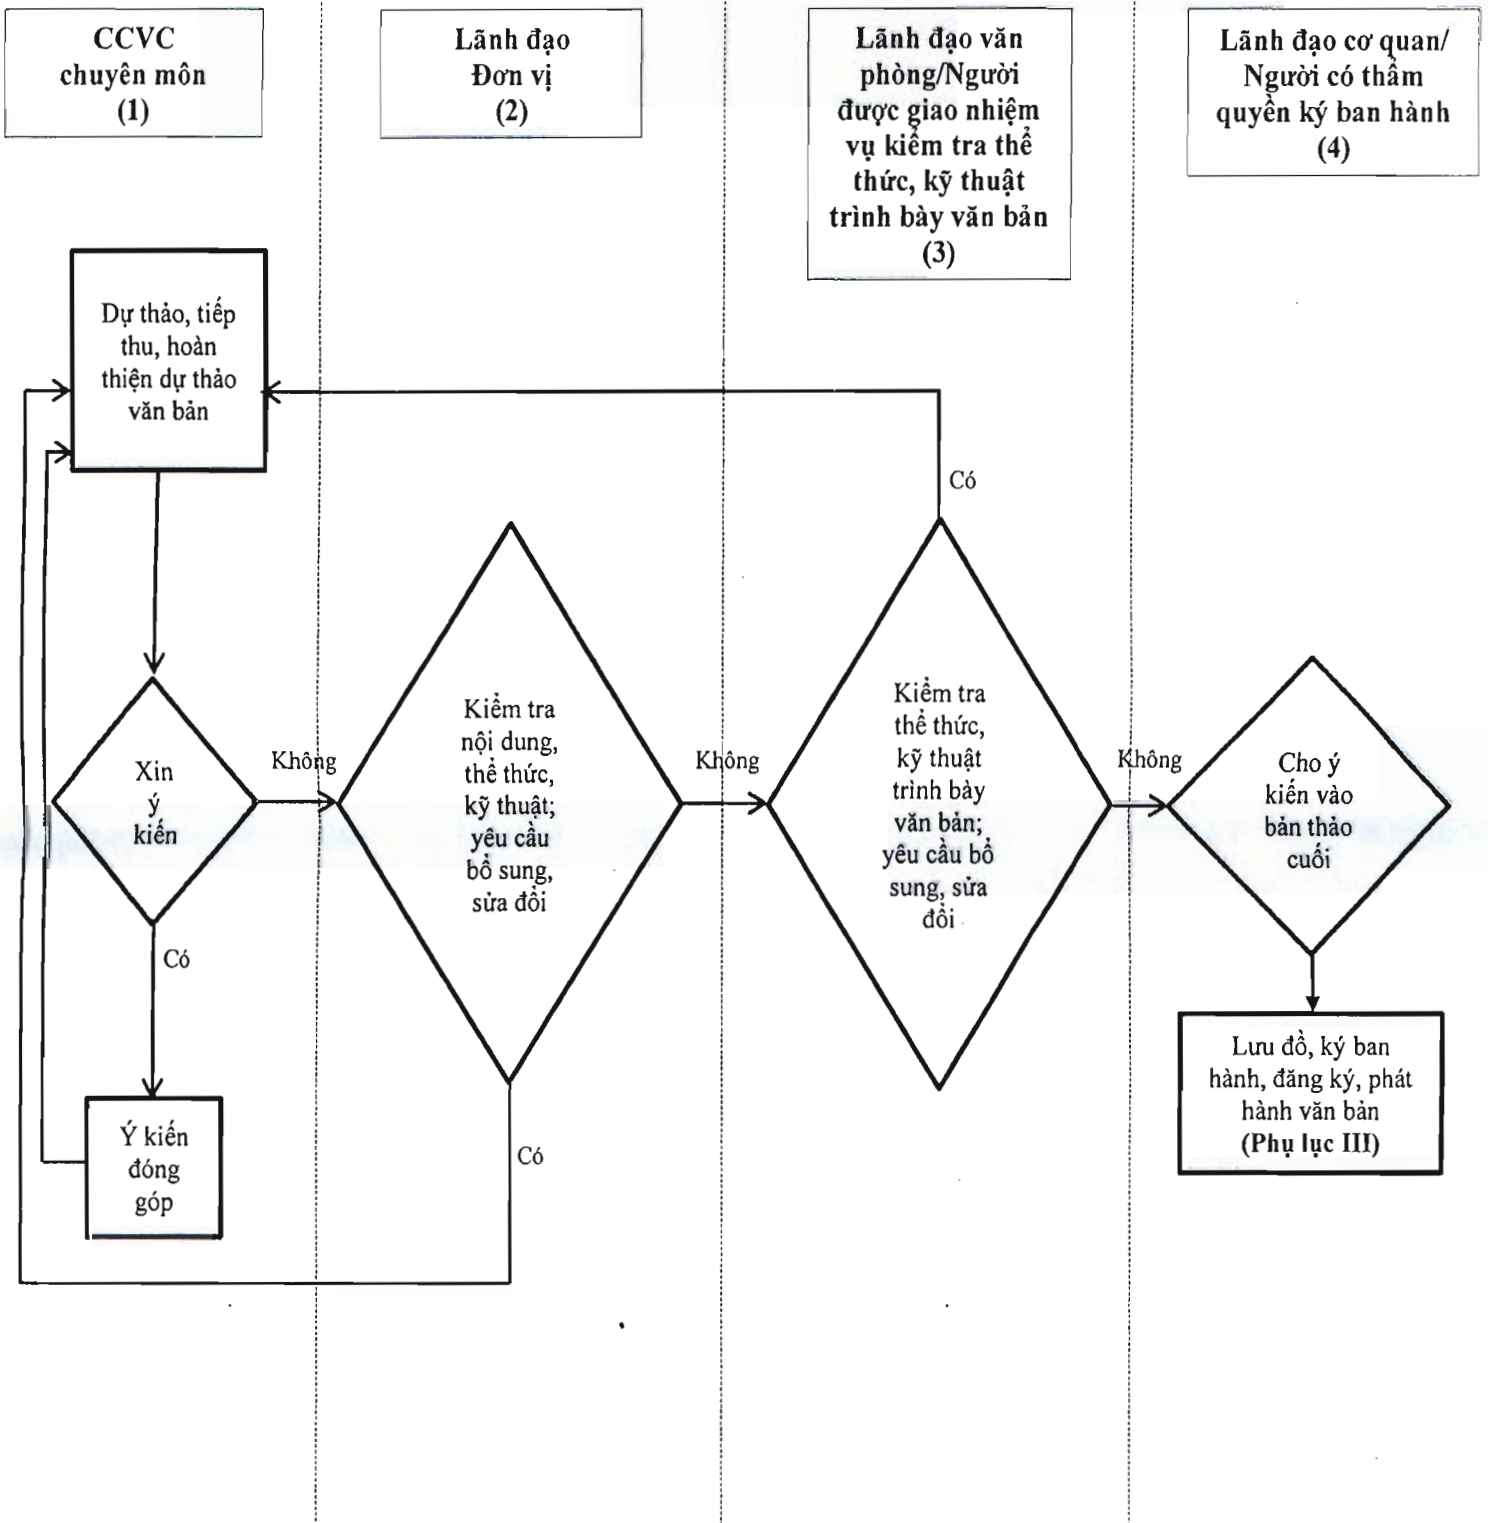 CCVC
chuyên môn
(1)
Lãnh đạo
Đơn vị
(2)
Lãnh đạo văn
phòng/Người
được giao nhiệm
vụ kiểm tra thể
thức, kỹ thuật
trình bày văn bản
(3)
Lãnh đạo cơ quan/
Người có thẩm
quyền ký ban hành
(4)
Dự thảo, tiếp
thu, hoàn
thiện dự thảo
văn bản
Có
Xin
ý
kiến
Không
Kiểm tra
nội dung,
thể thức,
kỹ thuật;
yêu cầu
bổ sung,
sửa đổi
Không
Kiểm tra
thể thức,
kỹ thuật
trình bày
văn bản;
yêu cầu bổ
sung, sửa
đổi
Không
Cho ý
kiến vào
bản thảo
cuối
Có
Ý kiến
đóng
góp
Có
Lưu đồ, ký ban
hành, đăng ký, phát
hành văn bản
(Phụ lục III)